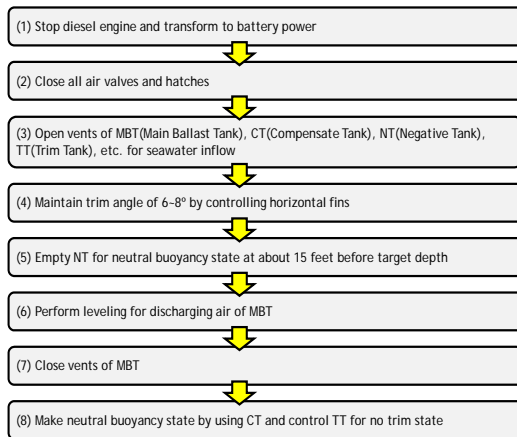 (1) Stop diesel engine and transform to battery power
(2) Close all air valves and hatches
(3) Open vents of MBT(Main Ballast Tank), CT(Compensate Tank), NT(Negative Tank),
TT(Trim Tank), etc. for seawater inflow
(4) Maintain trim angle of 6~8º by controlling horizontal fins
(5) Empty NT for neutral buoyancy state at about 15 feet before target depth
(6) Perform leveling for discharging air of MBT
(7) Close vents of MBT
(8) Make neutral buoyancy state by using CT and control TT for no trim state